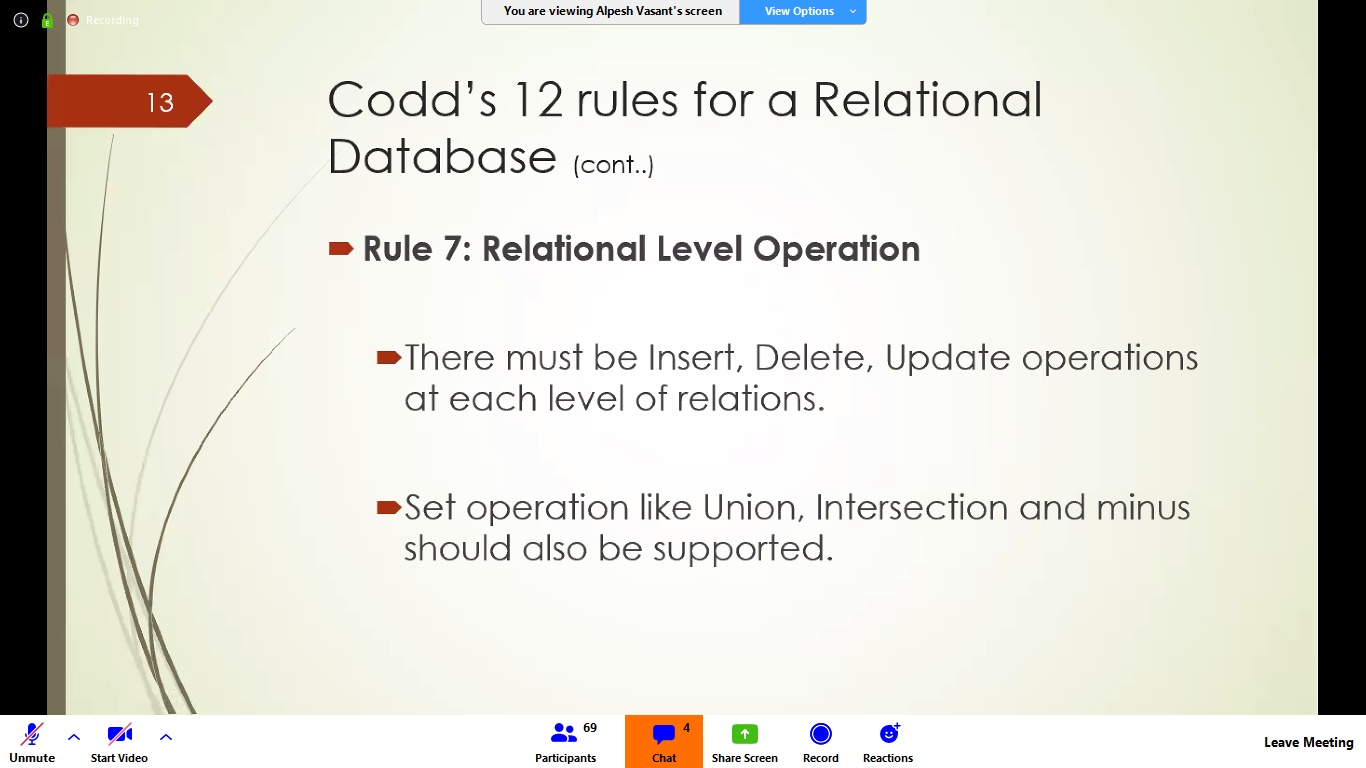 Recording
You are viewing Alpesh Vasant's screen
View Options
13
Codd's 12 rules for a Relational
Database (cont..)
Rule 7: Relational Level Operation
There must be Insert, Delete, Update operations
at each level of relations.
Set operation like Union, Intersection and minus
should also be supported.
Unmute
Start Video
69
Participants
4
Chat
Share Screen
Record
Reactions
Leave Meeting